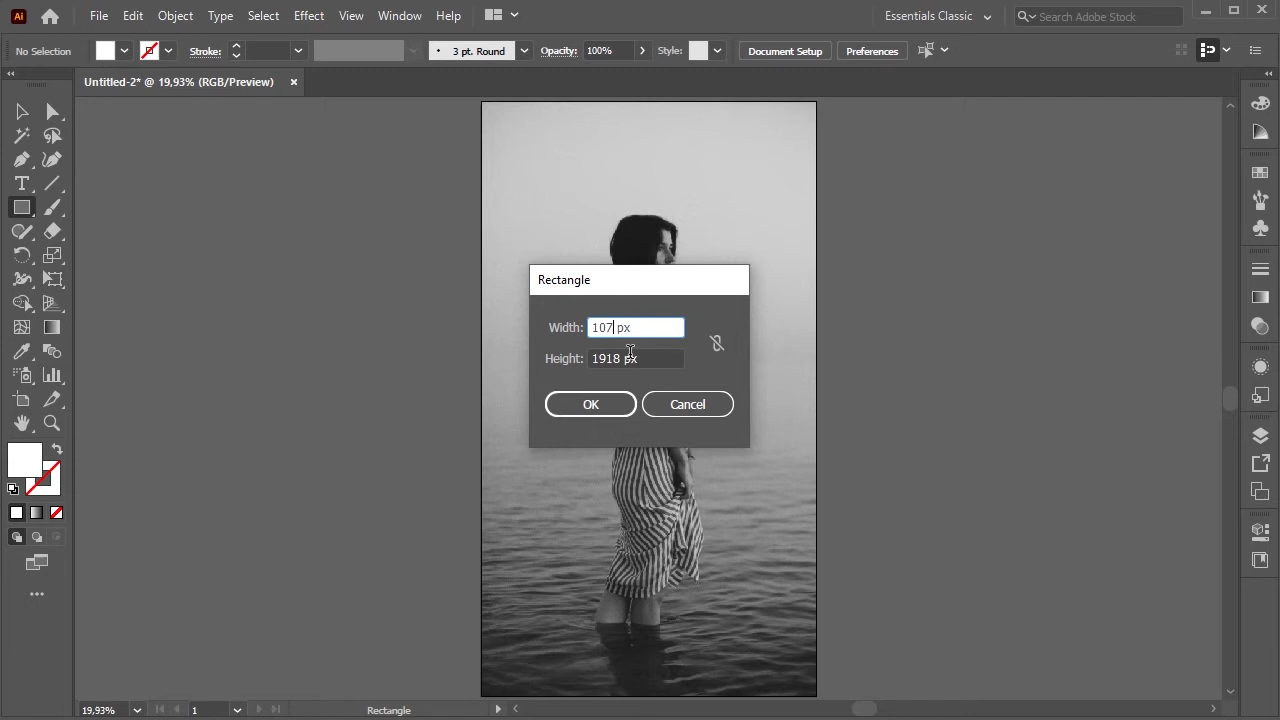 Ai File Edit Object Type Select Effect View Window Help Essentials Classic Search Adobe Stock
No Selection Stroke: 3 pt. Round Opacity: 100% Style: Document Setup Preferences
Untitled-2* @ 19,93% (RGB/Preview)
Rectangle
Width: 107 px
Height: 1918 px
OK Cancel
19,93% 1 Rectangle